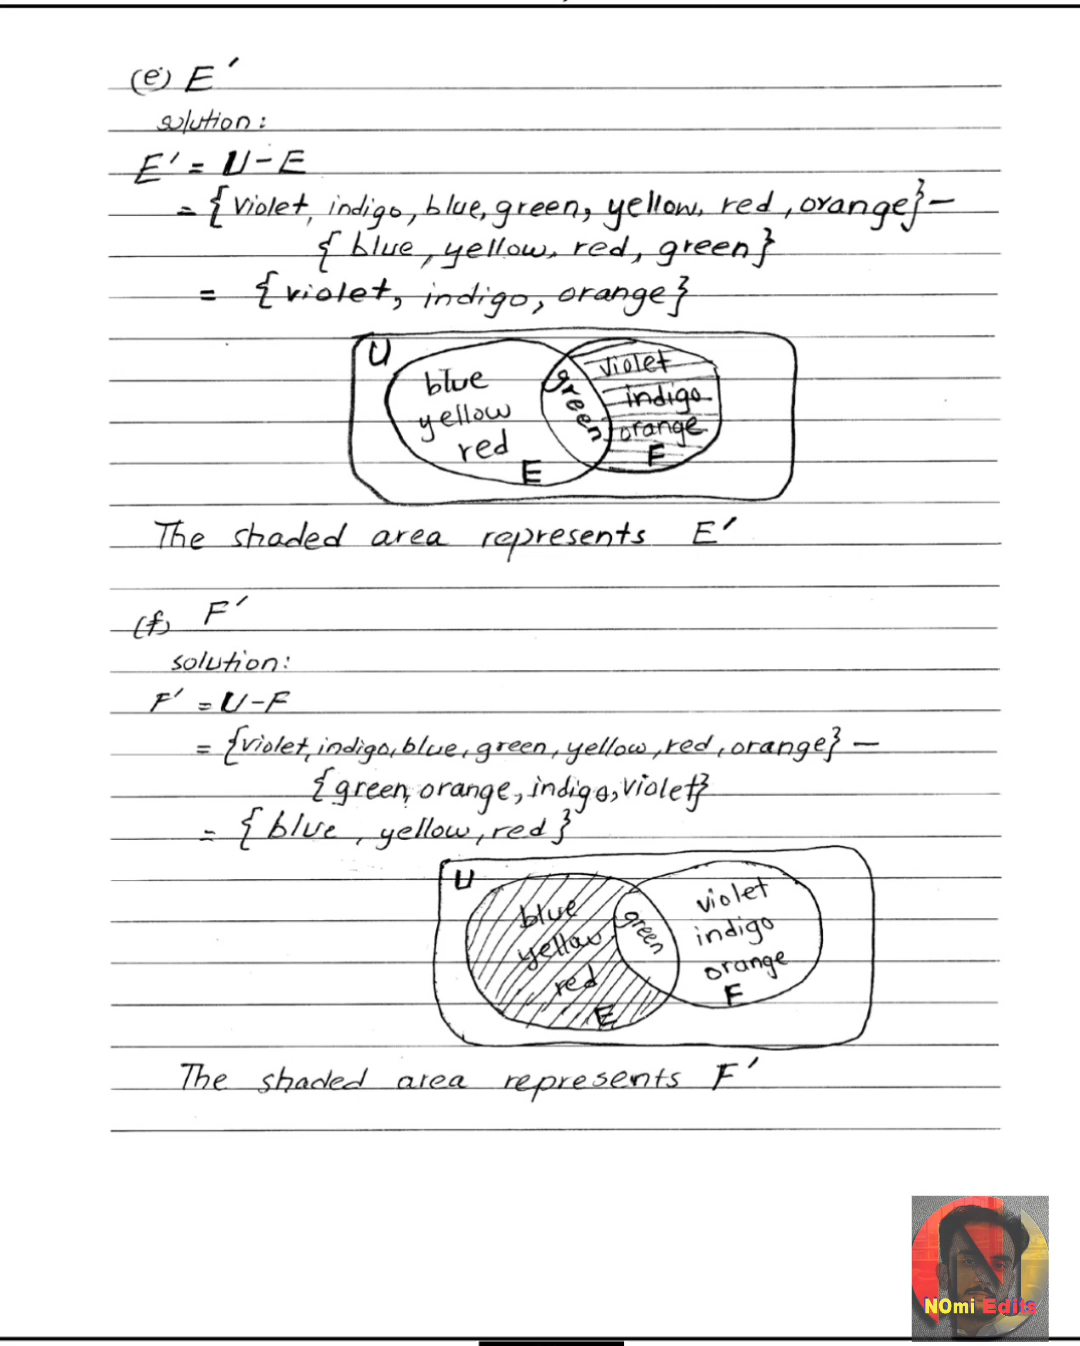 (e) E′
solution:
E′ = U - E
= {violet, indigo, blue, green, yellow, red, orange} -
{blue, yellow, red, green}
= {violet, indigo, orange}
U
blue
yellow
red
E
green
violet
indigo
orange
F
The shaded area represents E′
(f) F′
solution:
F′ = U - F
= {violet, indigo, blue, green, yellow, red, orange} -
{green, orange, indigo, violet}
= {blue, yellow, red}
U
blue
yellow
red
E
green
violet
indigo
orange
F
The shaded area represents F′
NOmi Edits